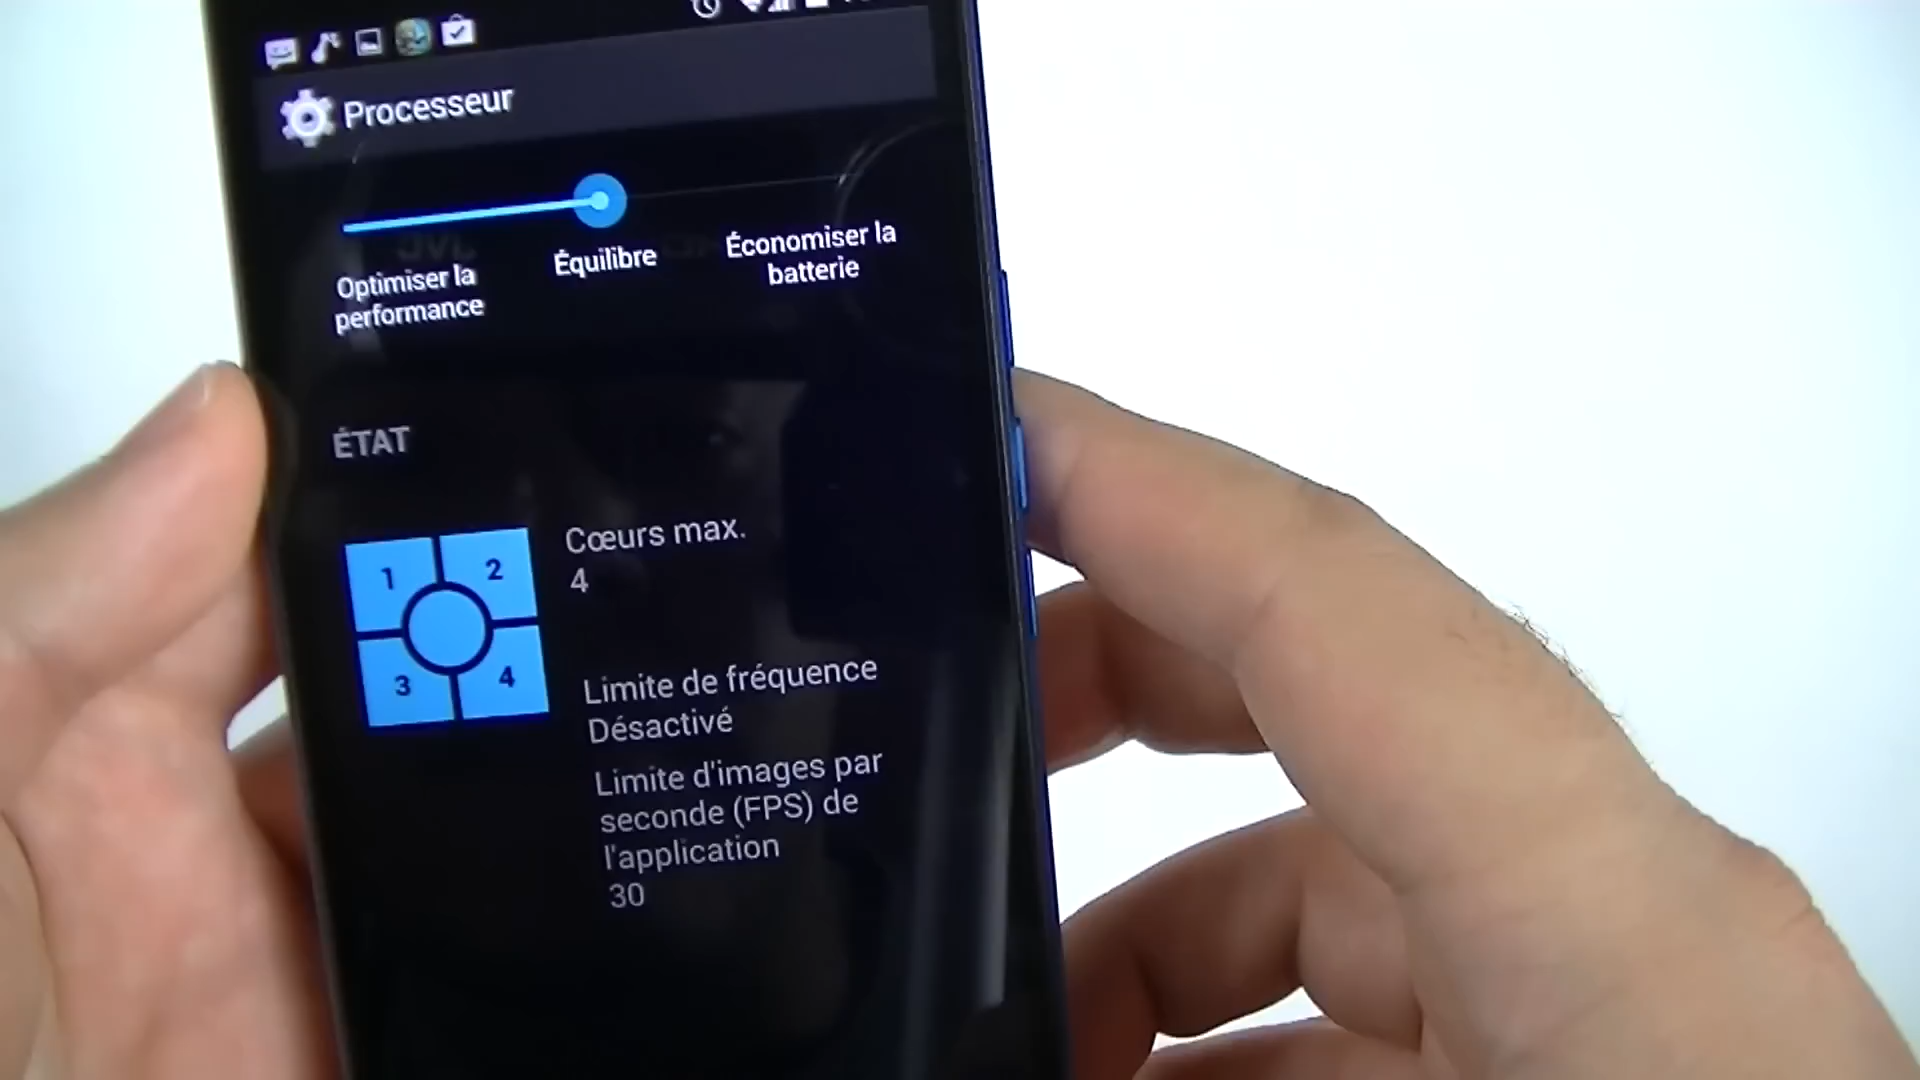 Processeur
Optimiser la
performance
Équilibre
Économiser la
batterie
ÉTAT
1
2
3
4
Cœurs max.
4
Limite de fréquence
Désactivé
Limite d'images par
seconde (FPS) de
l'application
30
JVC